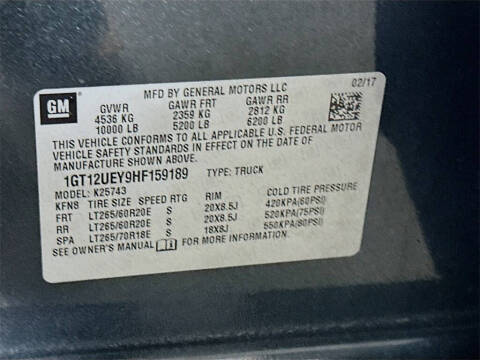 GM
MFD BY GENERAL MOTORS LLC 02/17
GVWR GAWR FRT GAWR RR
4536 KG 2359 KG 2812 KG
10000 LB 5200 LB 6200 LB
THIS VEHICLE CONFORMS TO ALL APPLICABLE U.S. FEDERAL MOTOR
VEHICLE SAFETY STANDARDS IN EFFECT ON THE DATE OF
MANUFACTURE SHOWN ABOVE.
1GT12UEY9HF159189 TYPE: TRUCK
MODEL: K25743
KFN8 TIRE SIZE SPEED RTG RIM COLD TIRE PRESSURE
FRT LT265/60R20E S 20X8.5J 420KPA(60PSI)
RR LT265/60R20E S 20X8.5J 520KPA(75PSI)
SPA LT265/70R18E S 18X8J 550KPA(80PSI)
SEE OWNER'S MANUAL FOR MORE INFORMATION.